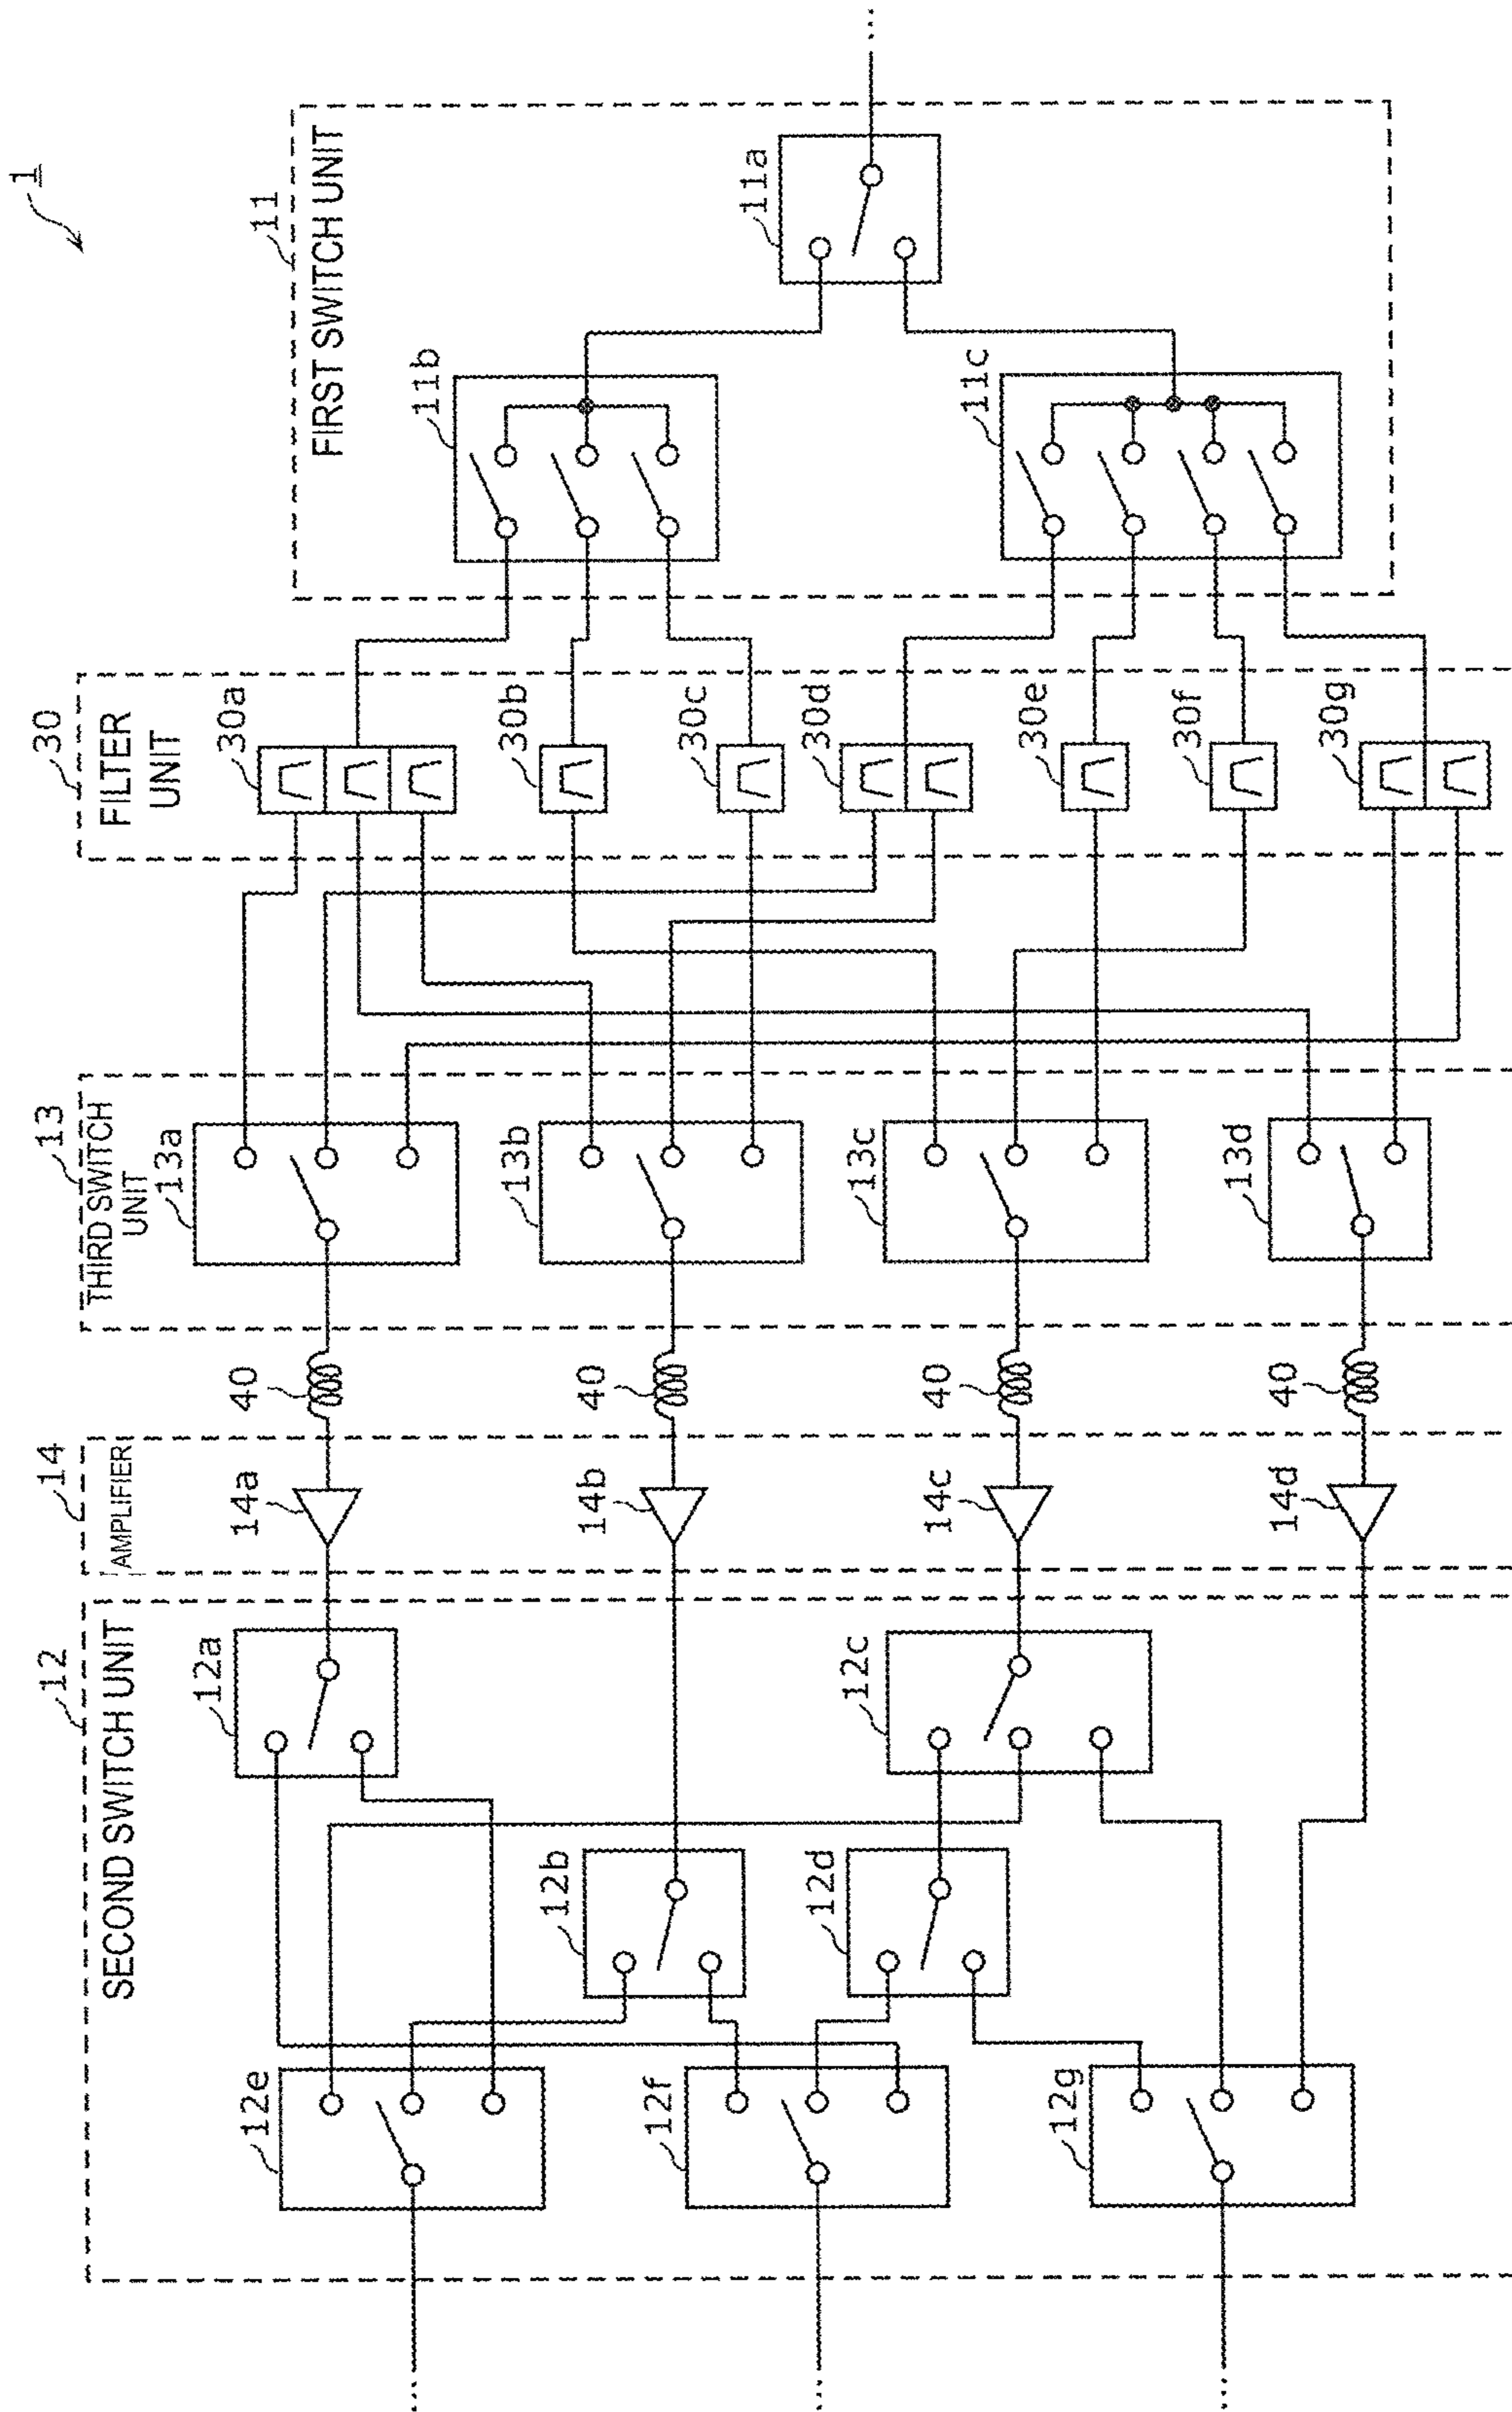 1
11
FIRST SWITCH UNIT
11a
11b
11c
30
FILTER
UNIT
30a
30b
30c
30d
30e
30f
30g
13
THIRD SWITCH
UNIT
13a
13b
13c
13d
40
40
40
40
14
AMPLIFIER
14a
14b
14c
14d
12
SECOND SWITCH UNIT
12a
12c
12b
12d
12e
12f
12g